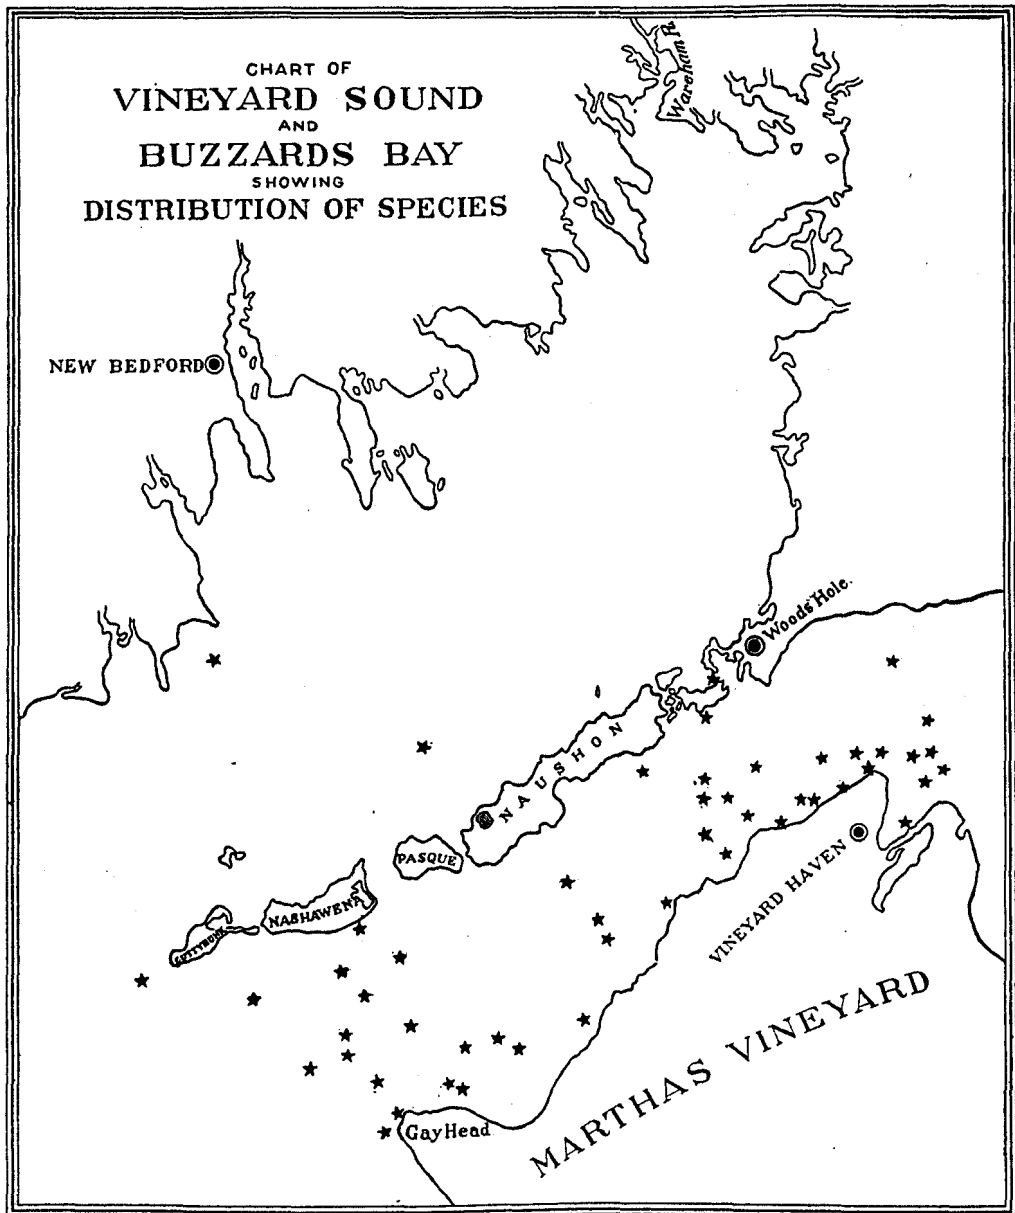 CHART OF
VINEYARD SOUND
AND
BUZZARDS BAY
SHOWING
DISTRIBUTION OF SPECIES
Wareham R.
NEW BEDFORD
Woods Hole.
NAUSHON
PASQUE
NASHAWENA
CUTTYHUNK
VINEYARD HAVEN
MARTHAS VINEYARD
Gay Head